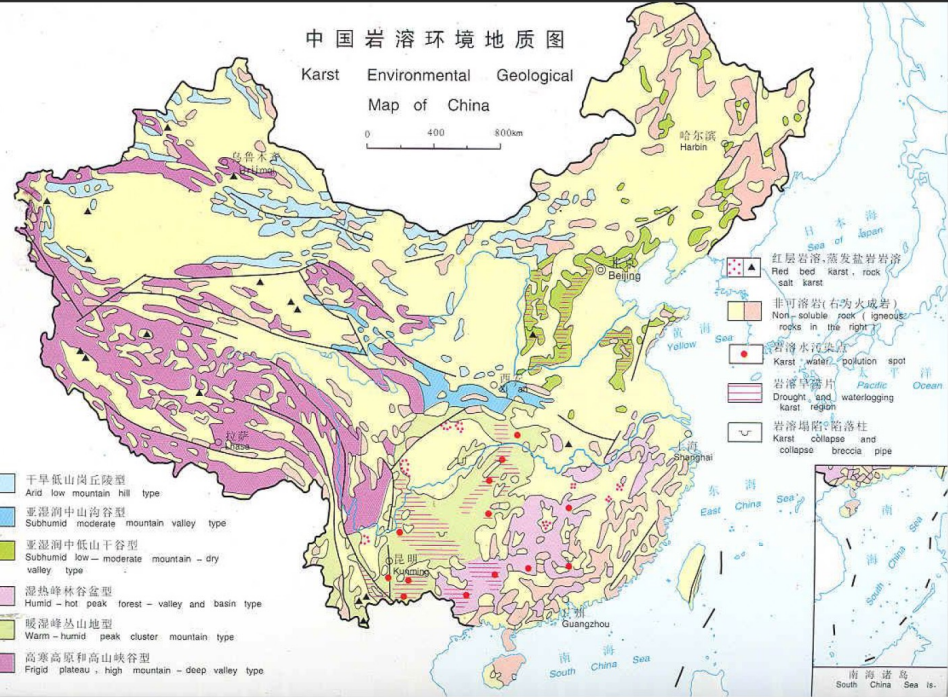 中国岩溶环境地质图
Karst Environmental Geological
Map of China
0 400 800km
哈尔滨
Harbin
乌鲁木齐
Urümqi
北京
Beijing
日本海
Sea of Japan
黄海
Yellow Sea
太平洋
Pacific Ocean
西安
拉萨
Lhasa
上海
Shanghai
东海
East China Sea
昆明
Kunming
广州
Guangzhou
南海
South China Sea
红层岩溶,蒸发盐岩岩溶
Red bed karst, rock
salt karst
非可溶岩(右为火成岩)
Non-soluble rock ( igneous
rocks in the right )
岩溶水污染点
Karst water pollution spot
岩溶旱涝片
Drought and waterlogging
karst region
岩溶塌陷,陷落柱
Karst collapse and
collapse breccia pipe
干旱低山岗丘陵型
Arid low mountain hill type
亚湿润中山沟谷型
Subhumid moderate mountain valley type
亚湿润中低山干谷型
Subhumid low — moderate mountain – dry
valley type
湿热峰林谷盆型
Humid – hot peak forest – valley and basin type
暖湿峰丛山地型
Warm – humid peak cluster mountain type
高寒高原和高山峡谷型
Frigid plateau, high mountain – deep valley type
南海
South China Sea
南海诸岛
South China Sea Is.